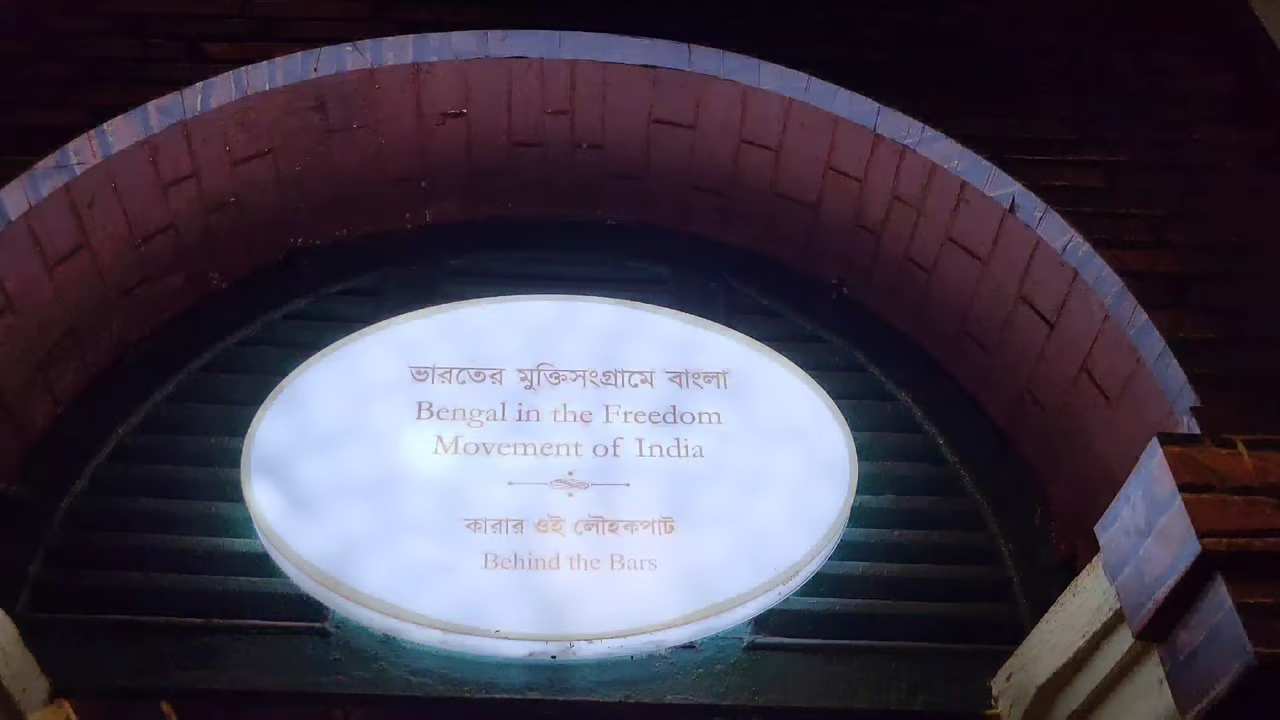 ভারতের মুক্তিসংগ্রামে বাংলা
Bengal in the Freedom
Movement of India
কারার ওই লৌহকপাট
Behind the Bars